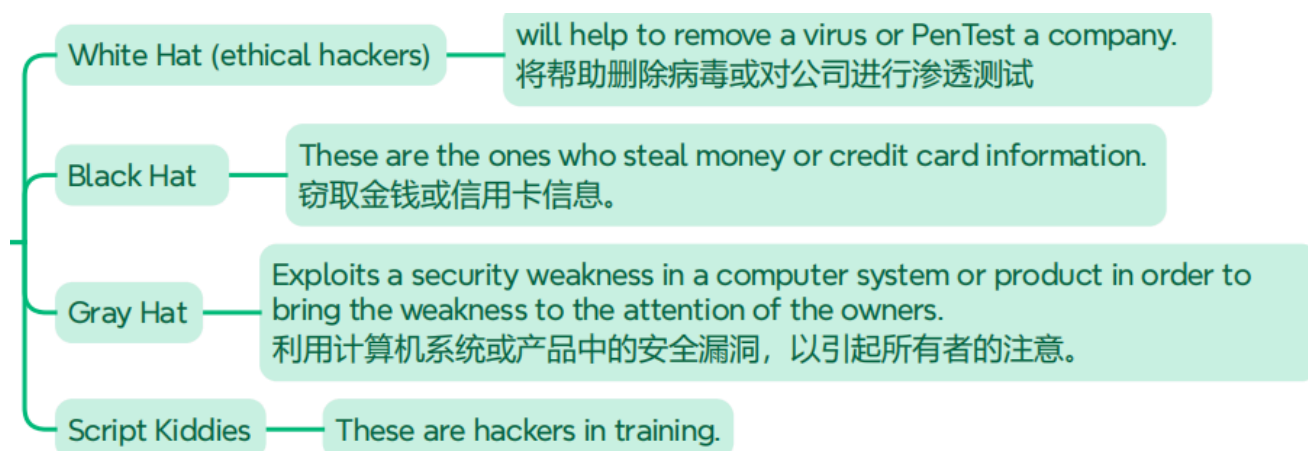 White Hat (ethical hackers)
will help to remove a virus or PenTest a company.
将帮助删除病毒或对公司进行渗透测试
Black Hat
These are the ones who steal money or credit card information.
窃取金钱或信用卡信息。
Gray Hat
Exploits a security weakness in a computer system or product in order to
bring the weakness to the attention of the owners.
利用计算机系统或产品中的安全漏洞，以引起所有者的注意。
Script Kiddies
These are hackers in training.